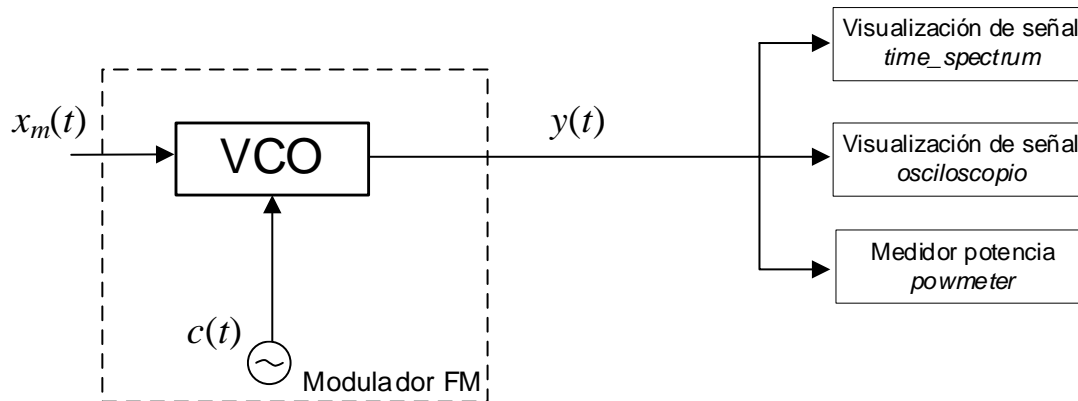 Visualización de señal
time_spectrum
xm(t)
VCO
y(t)
Visualización de señal
osciloscopio
Medidor potencia
powmeter
c(t)
Modulador FM